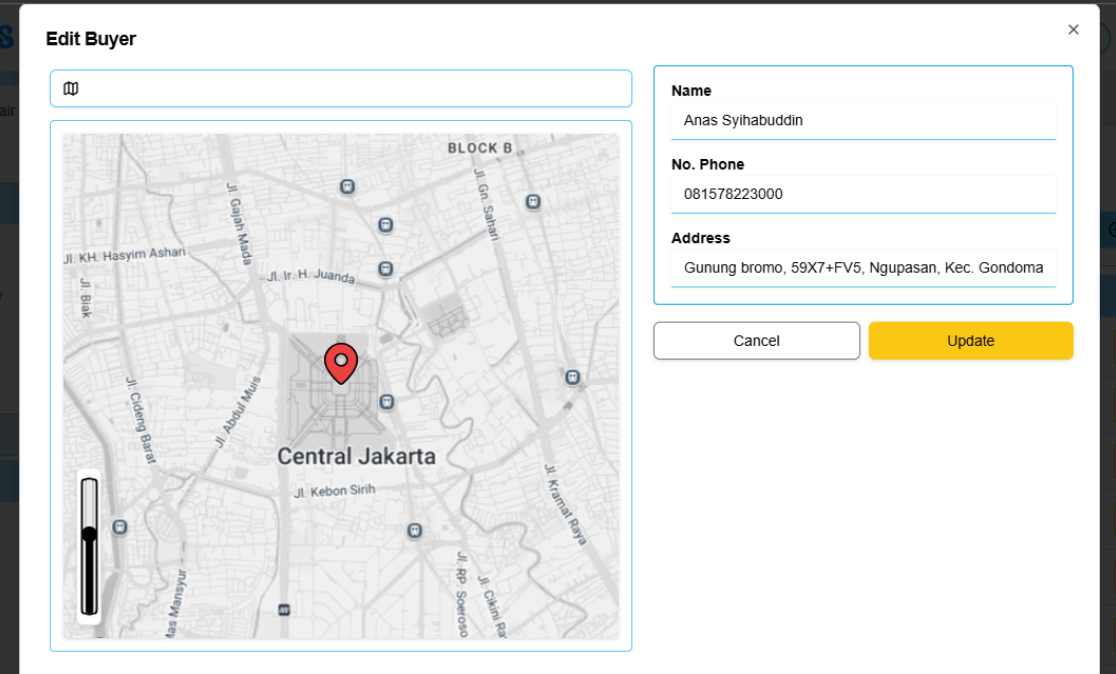 Edit Buyer
BLOCK B
Jl. Gn. Sahari
Jl. Gajah Mada
Jl. KH. Hasyim Ashari
Jl. Ir. H. Juanda
Jl. Biak
Jl. Cideng Barat
Jl. Abdul Muis
Central Jakarta
Jl. Kebon Sirih
Jl. Kramat Raya
Jl. RP. Soeroso
Jl. Cikini Ra
as Mansyur
Name
Anas Syihabuddin
No. Phone
081578223000
Address
Gunung bromo, 59X7+FV5, Ngupasan, Kec. Gondoma
Cancel
Update
air
S